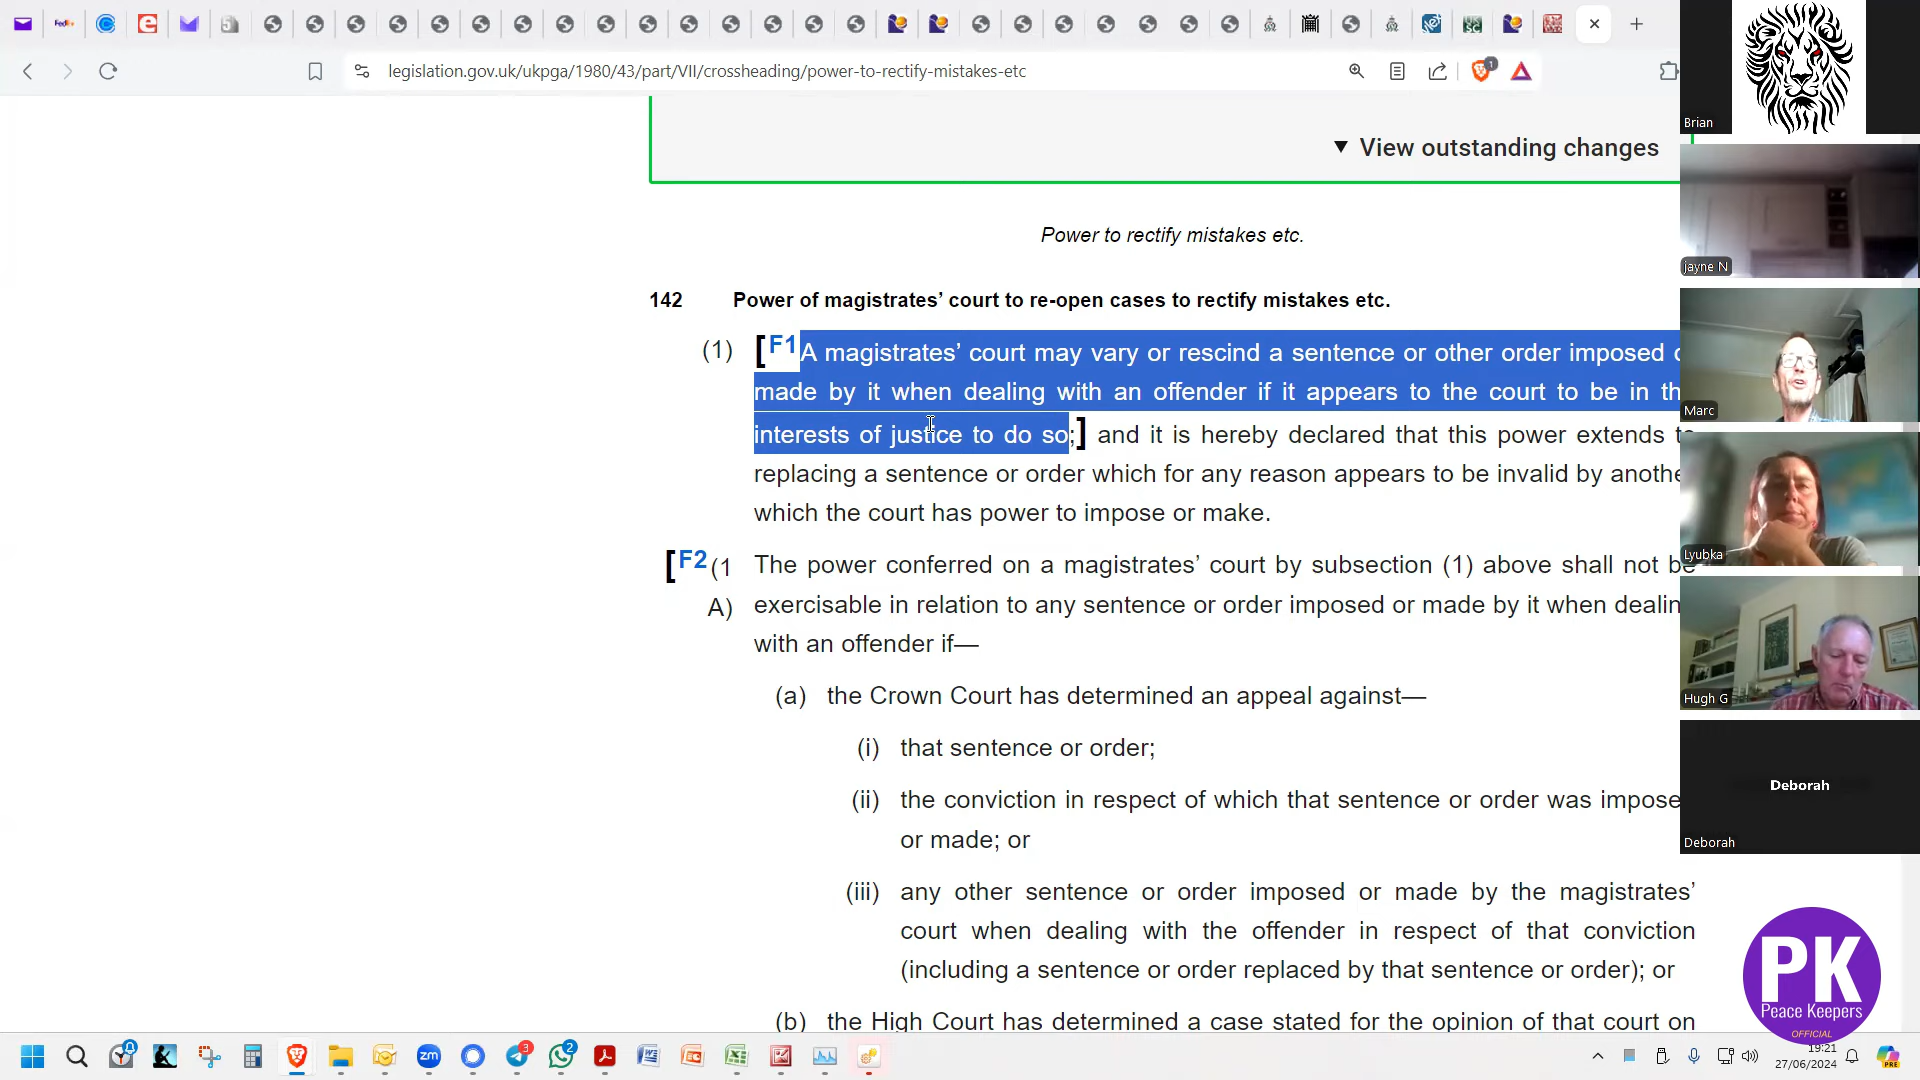 legislation.gov.uk/ukpga/1980/43/part/VII/crossheading/power-to-rectify-mistakes-etc
1
▼ View outstanding changes
Power to rectify mistakes etc.
142 Power of magistrates’ court to re-open cases to rectify mistakes etc.
(1) [F1A magistrates’ court may vary or rescind a sentence or other order imposed
made by it when dealing with an offender if it appears to the court to be in
interests of justice to do so;] and it is hereby declared that this power extends
replacing a sentence or order which for any reason appears to be invalid by
which the court has power to impose or make.
[F2(1 The power conferred on a magistrates’ court by subsection (1) above shall not be
A) exercisable in relation to any sentence or order imposed or made by it when
with an offender if—
(a) the Crown Court has determined an appeal against—
(i) that sentence or order;
(ii) the conviction in respect of which that sentence or order was
or made; or
(iii) any other sentence or order imposed or made by the magistrates’
court when dealing with the offender in respect of that conviction
(including a sentence or order replaced by that sentence or order); or
(b) the High Court has determined a case stated for the opinion of that court on
Brian
jayne N
Marc
Lyubka
Hugh G
Deborah
Deborah
PK
Peace Keepers
OFFICIAL
zm
3
2
19:21
27/06/2024